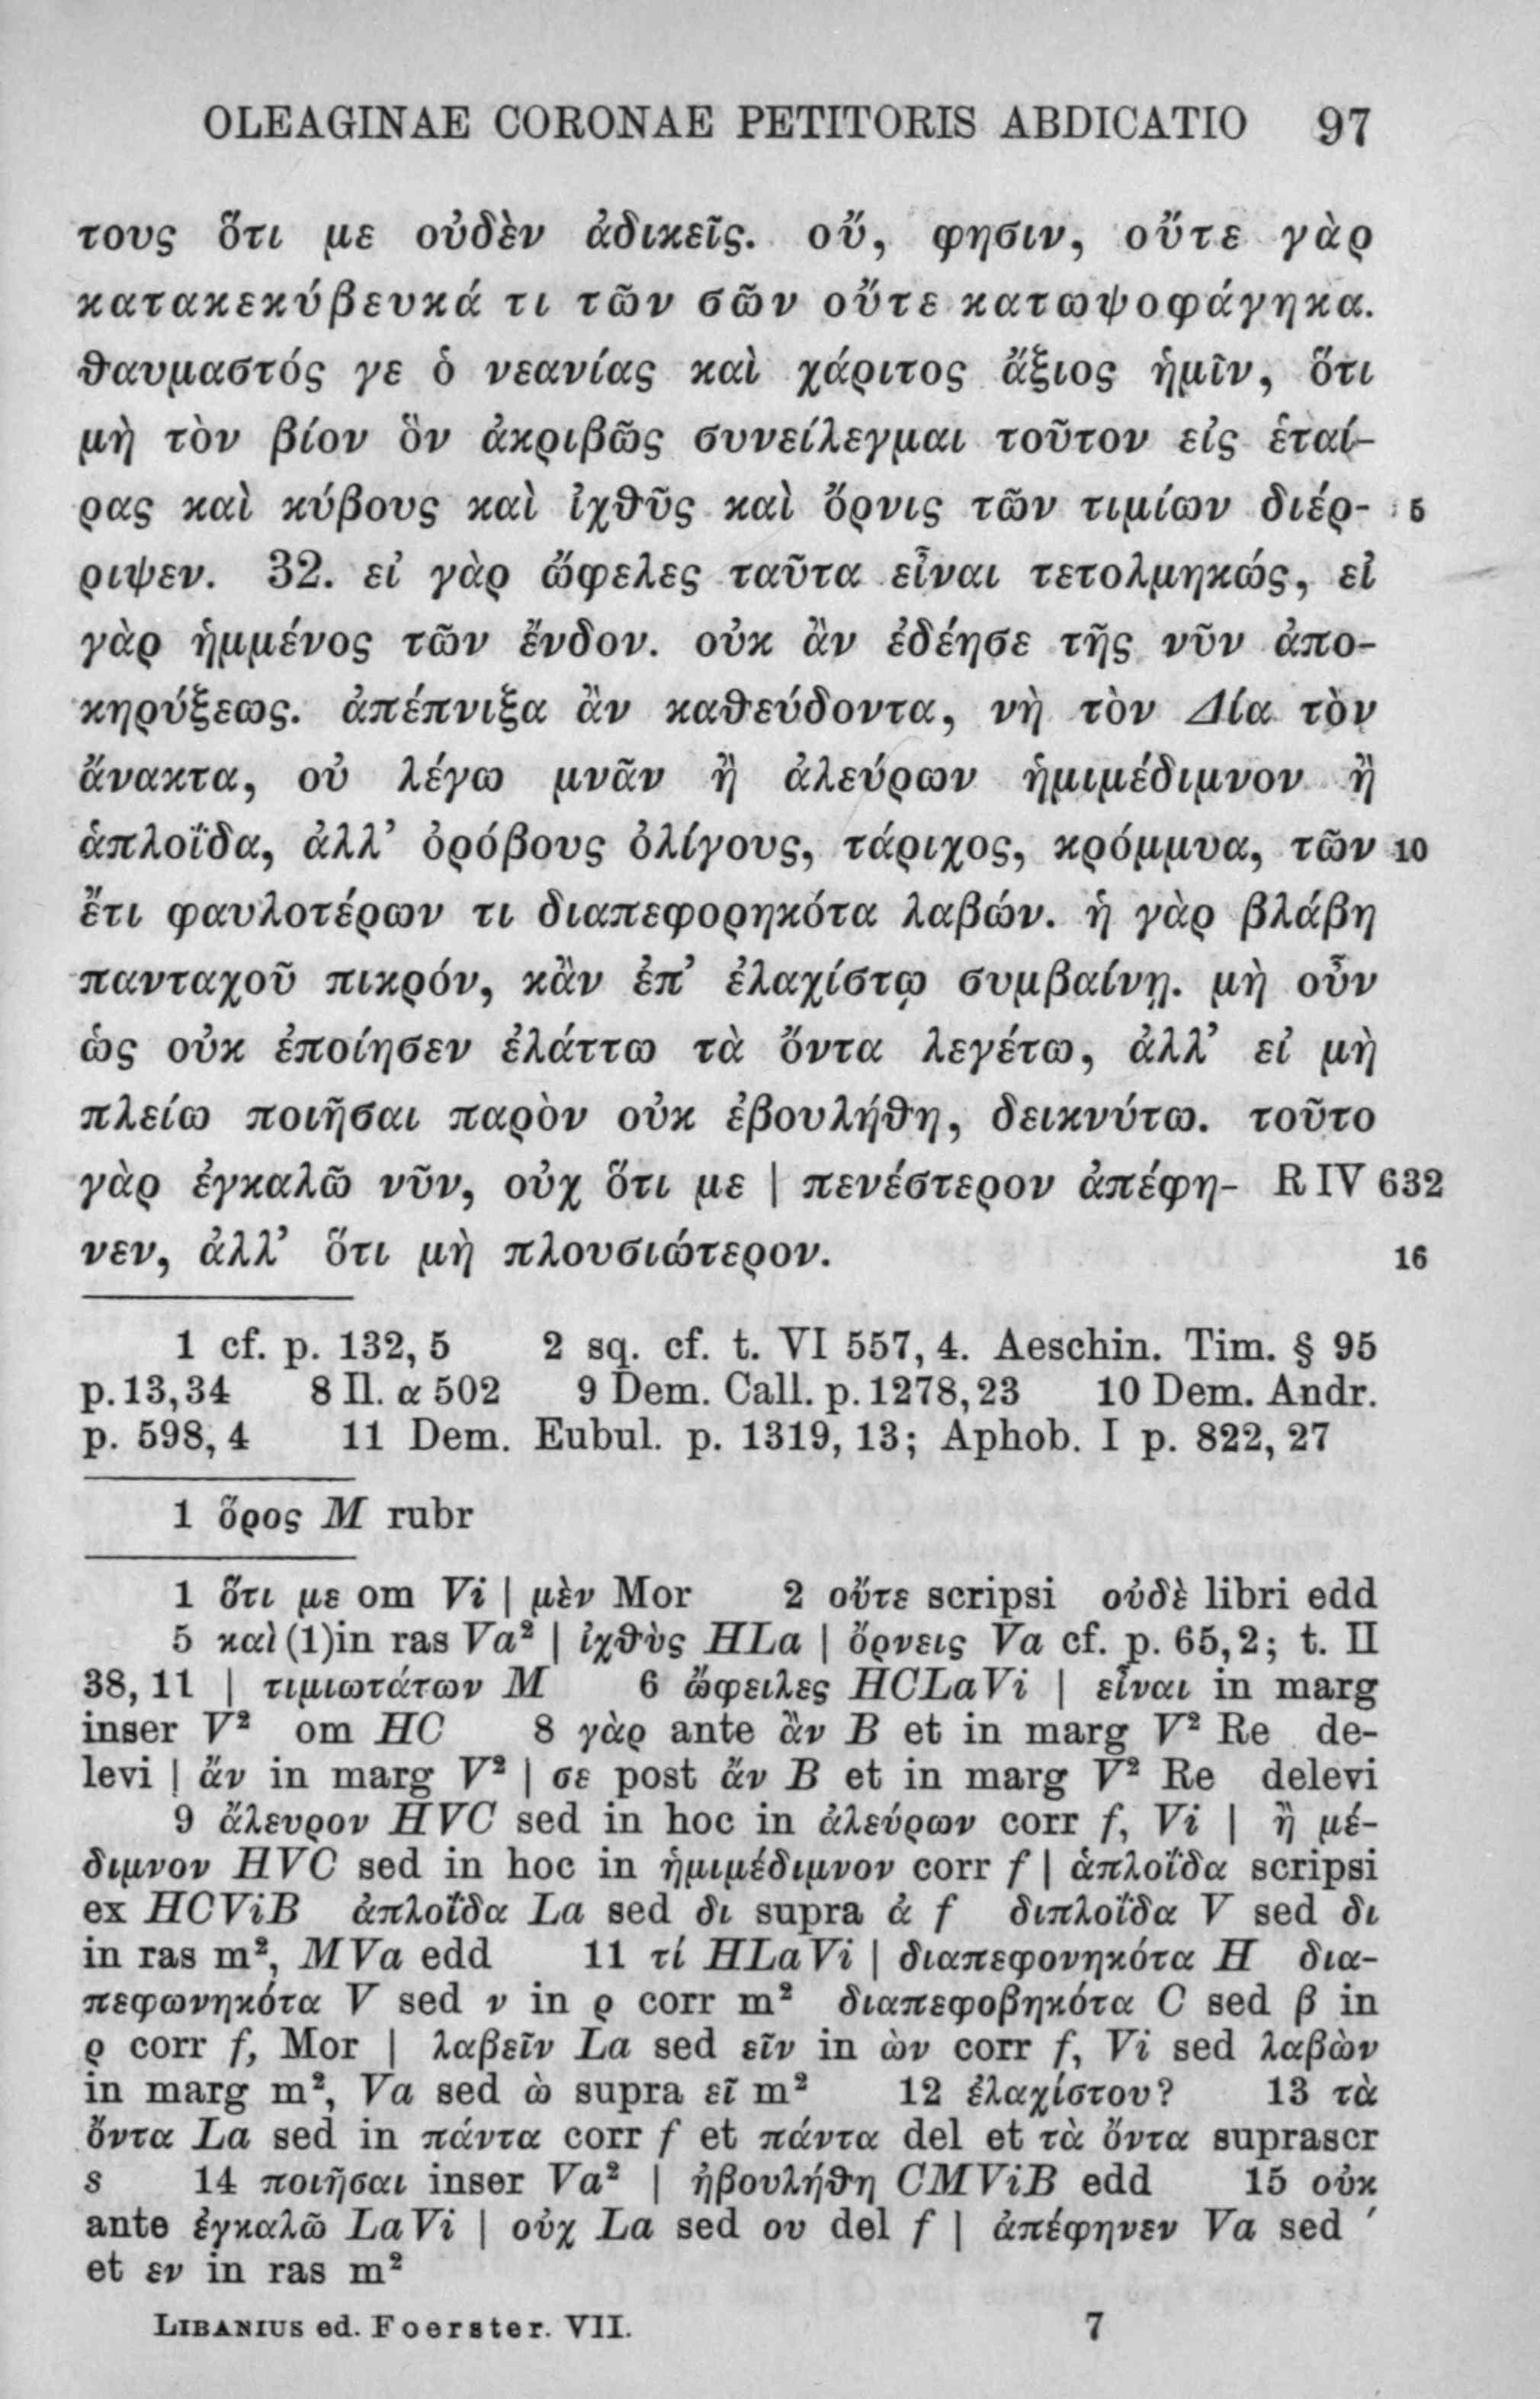 OLEAGINAE CORONAE PETITORIS ABDICATIO 97
τους ὅτι με οὐδὲν ἀδικεῖς. οὔ, φησιν, οὔτε γὰρ
κατακεκύβευκά τι τῶν σῶν οὔτε κατωψοφάγηκα.
θαυμαστός γε ὁ νεανίας καὶ χάριτος ἄξιος ἡμῖν, ὅτι
μὴ τὸν βίον ὃν ἀκριβῶς συνείλεγμαι τοῦτον εἰς ἑταί-
ρας καὶ κύβους καὶ ἰχθῦς καὶ ὄρνις τῶν τιμίων διέρ- 5
ριψεν. 32. εἰ γὰρ ὤφελες ταῦτα εἶναι τετολμηκώς, εἰ
γὰρ ἡμμένος τῶν ἔνδον. οὐκ ἂν ἐδέησε τῆς νῦν ἀπο-
κηρύξεως. ἀπέπνιξα ἂν καθεύδοντα, νὴ τὸν Δία τὸν
ἄνακτα, οὐ λέγω μνᾶν ἢ ἀλεύρων ἡμιμέδιμνον ἢ
ἁπλοΐδα, ἀλλ’ ὀρόβους ὀλίγους, τάριχος, κρόμμυα, τῶν 10
ἔτι φαυλοτέρων τι διαπεφορηκότα λαβών. ἡ γὰρ βλάβη
πανταχοῦ πικρόν, κἂν ἐπ’ ἐλαχίστῳ συμβαίνῃ. μὴ οὖν
ὡς οὐκ ἐποίησεν ἐλάττω τὰ ὄντα λεγέτω, ἀλλ’ εἰ μὴ
πλείω ποιῆσαι παρὸν οὐκ ἐβουλήθη, δεικνύτω. τοῦτο
γὰρ ἐγκαλῶ νῦν, οὐχ ὅτι με | πενέστερον ἀπέφη- R IV 632
νεν, ἀλλ’ ὅτι μὴ πλουσιώτερον. 16
1 cf. p. 132, 5 2 sq. cf. t. VI 557, 4. Aeschin. Tim. § 95
p. 13, 34 8 Il. α 502 9 Dem. Call. p. 1278, 23 10 Dem. Andr.
p. 598, 4 11 Dem. Eubul. p. 1319, 13; Aphob. I p. 822, 27
1 ὅρος M rubr
1 ὅτι με om Vi | μὲν Mor 2 οὔτε scripsi οὐδὲ libri edd
5 καὶ (1) in ras Va² | ἰχθὺς HLa | ὄρνεις Va cf. p. 65, 2; t. II
38, 11 | τιμιωτάτων M 6 ὤφειλες HCLaVi | εἶναι in marg
inser V² om HC 8 γὰρ ante ἂν B et in marg V² Re de-
levi | ἄν in marg V² | σε post ἄν B et in marg V² Re delevi
9 ἄλευρον HVC sed in hoc in ἀλεύρων corr f, Vi | ἢ μέ-
διμνον HVC sed in hoc in ἡμιμέδιμνον corr f | ἁπλοΐδα scripsi
ex HCViB ἀπλοΐδα La sed δι supra ἀ f διπλοΐδα V sed δι
in ras m², MVa edd 11 τί HLaVi | διαπεφονηκότα H δια-
πεφωνηκότα V sed ν in ρ corr m² διαπεφοβηκότα C sed β in
ρ corr f, Mor | λαβεῖν La sed εῖν in ὼν corr f, Vi sed λαβὼν
in marg m², Va sed ὼ supra εῖ m² 12 ἐλαχίστου? 13 τὰ
ὄντα La sed in πάντα corr f et πάντα del et τὰ ὄντα suprascr
s 14 ποιῆσαι inser Va² | ἠβουλήθη CMViB edd 15 οὐκ
ante ἐγκαλῶ LaVi | οὐχ La sed ου del f | ἀπέφηνεν Va sed ´
et εν in ras m²
LIBANIUS ed. Foerster. VII. 7